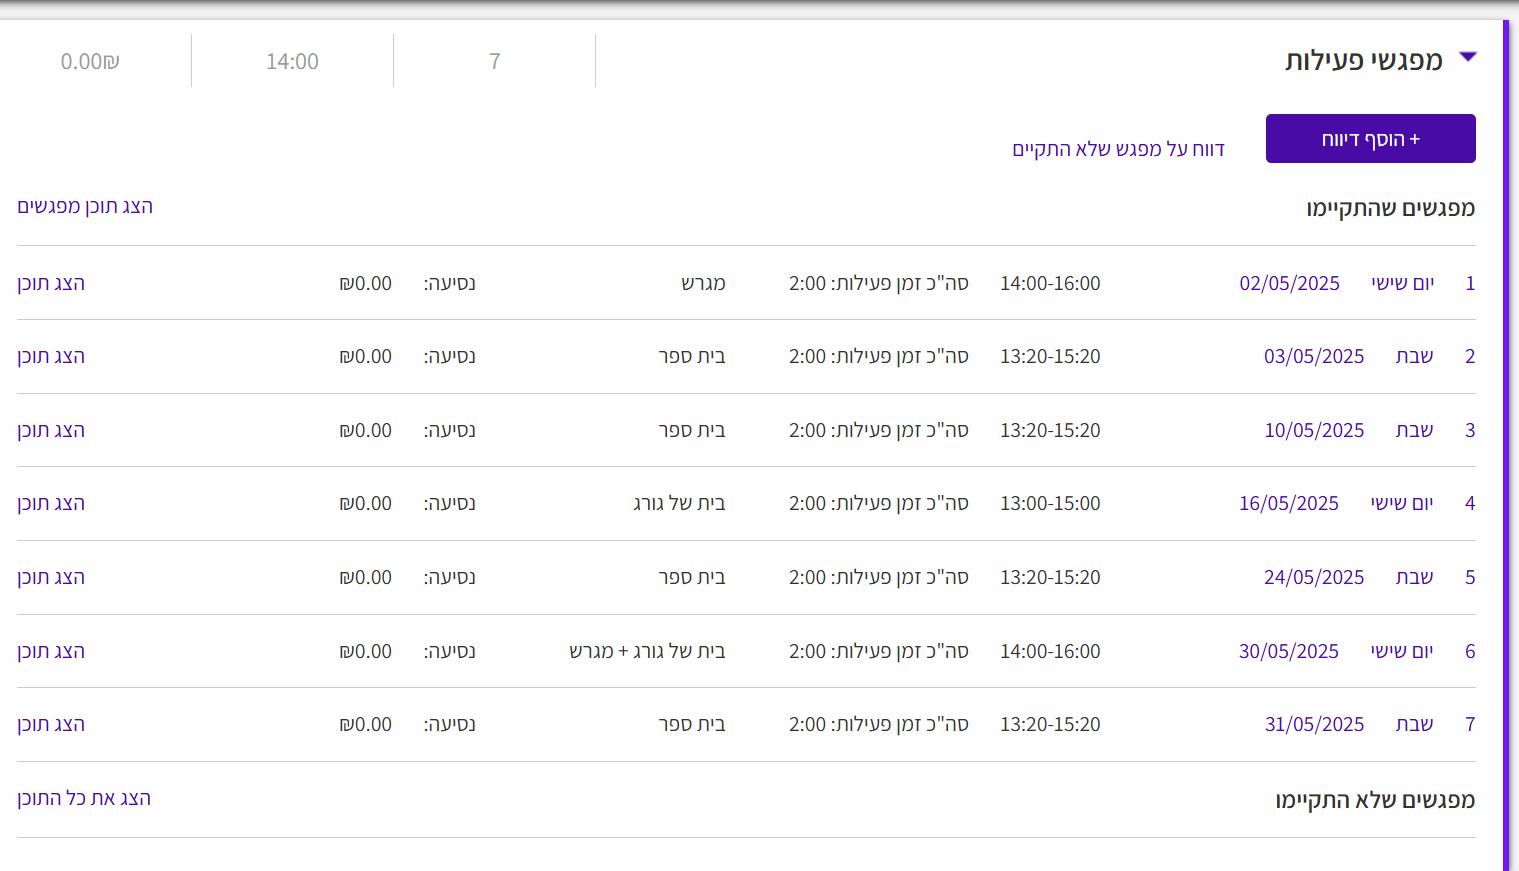 מפגשי פעילות 7 14:00 ₪0.00
+ הוסף דיווח דווח על מפגש שלא התקיים
מפגשים שהתקיימו הצג תוכן מפגשים
1 יום שישי 02/05/2025 14:00-16:00 סה"כ זמן פעילות: 2:00 מגרש נסיעה: ₪0.00 הצג תוכן
2 שבת 03/05/2025 13:20-15:20 סה"כ זמן פעילות: 2:00 בית ספר נסיעה: ₪0.00 הצג תוכן
3 שבת 10/05/2025 13:20-15:20 סה"כ זמן פעילות: 2:00 בית ספר נסיעה: ₪0.00 הצג תוכן
4 יום שישי 16/05/2025 13:00-15:00 סה"כ זמן פעילות: 2:00 בית של גורג נסיעה: ₪0.00 הצג תוכן
5 שבת 24/05/2025 13:20-15:20 סה"כ זמן פעילות: 2:00 בית ספר נסיעה: ₪0.00 הצג תוכן
6 יום שישי 30/05/2025 14:00-16:00 סה"כ זמן פעילות: 2:00 בית של גורג + מגרש נסיעה: ₪0.00 הצג תוכן
7 שבת 31/05/2025 13:20-15:20 סה"כ זמן פעילות: 2:00 בית ספר נסיעה: ₪0.00 הצג תוכן
מפגשים שלא התקיימו הצג את כל התוכן